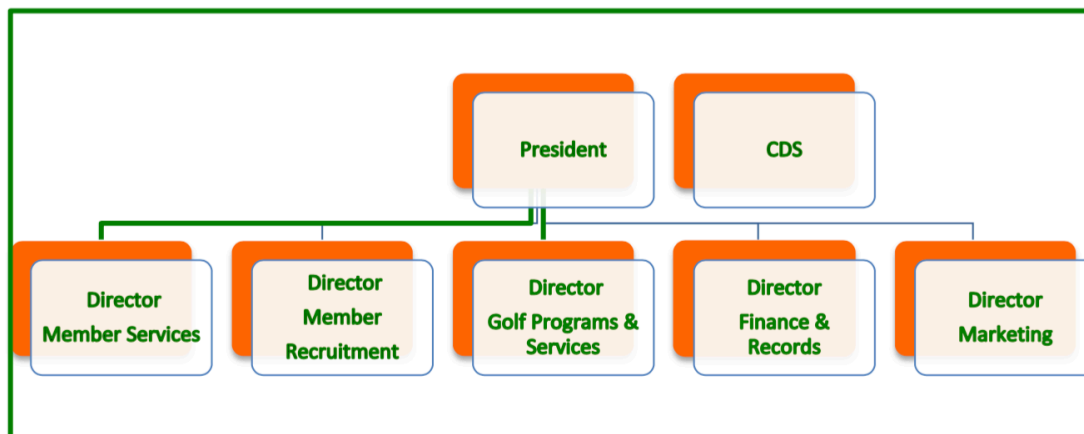 President
CDS
Director
Member Services
Director
Member
Recruitment
Director
Golf Programs &
Services
Director
Finance &
Records
Director
Marketing